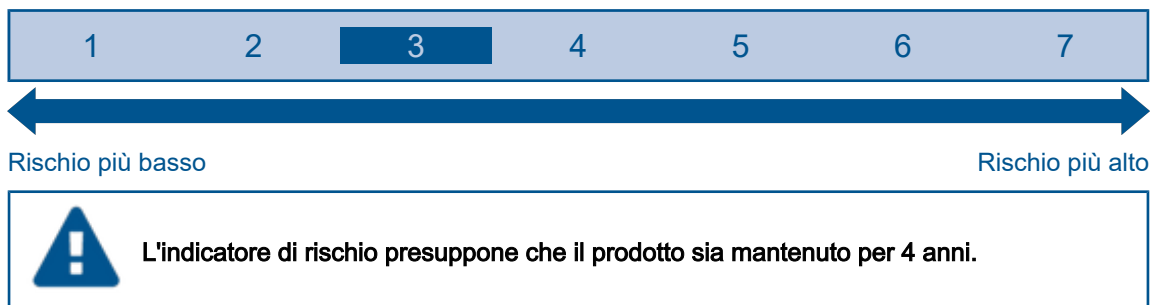 1 2 3 4 5 6 7
Rischio più basso Rischio più alto
L'indicatore di rischio presuppone che il prodotto sia mantenuto per 4 anni.